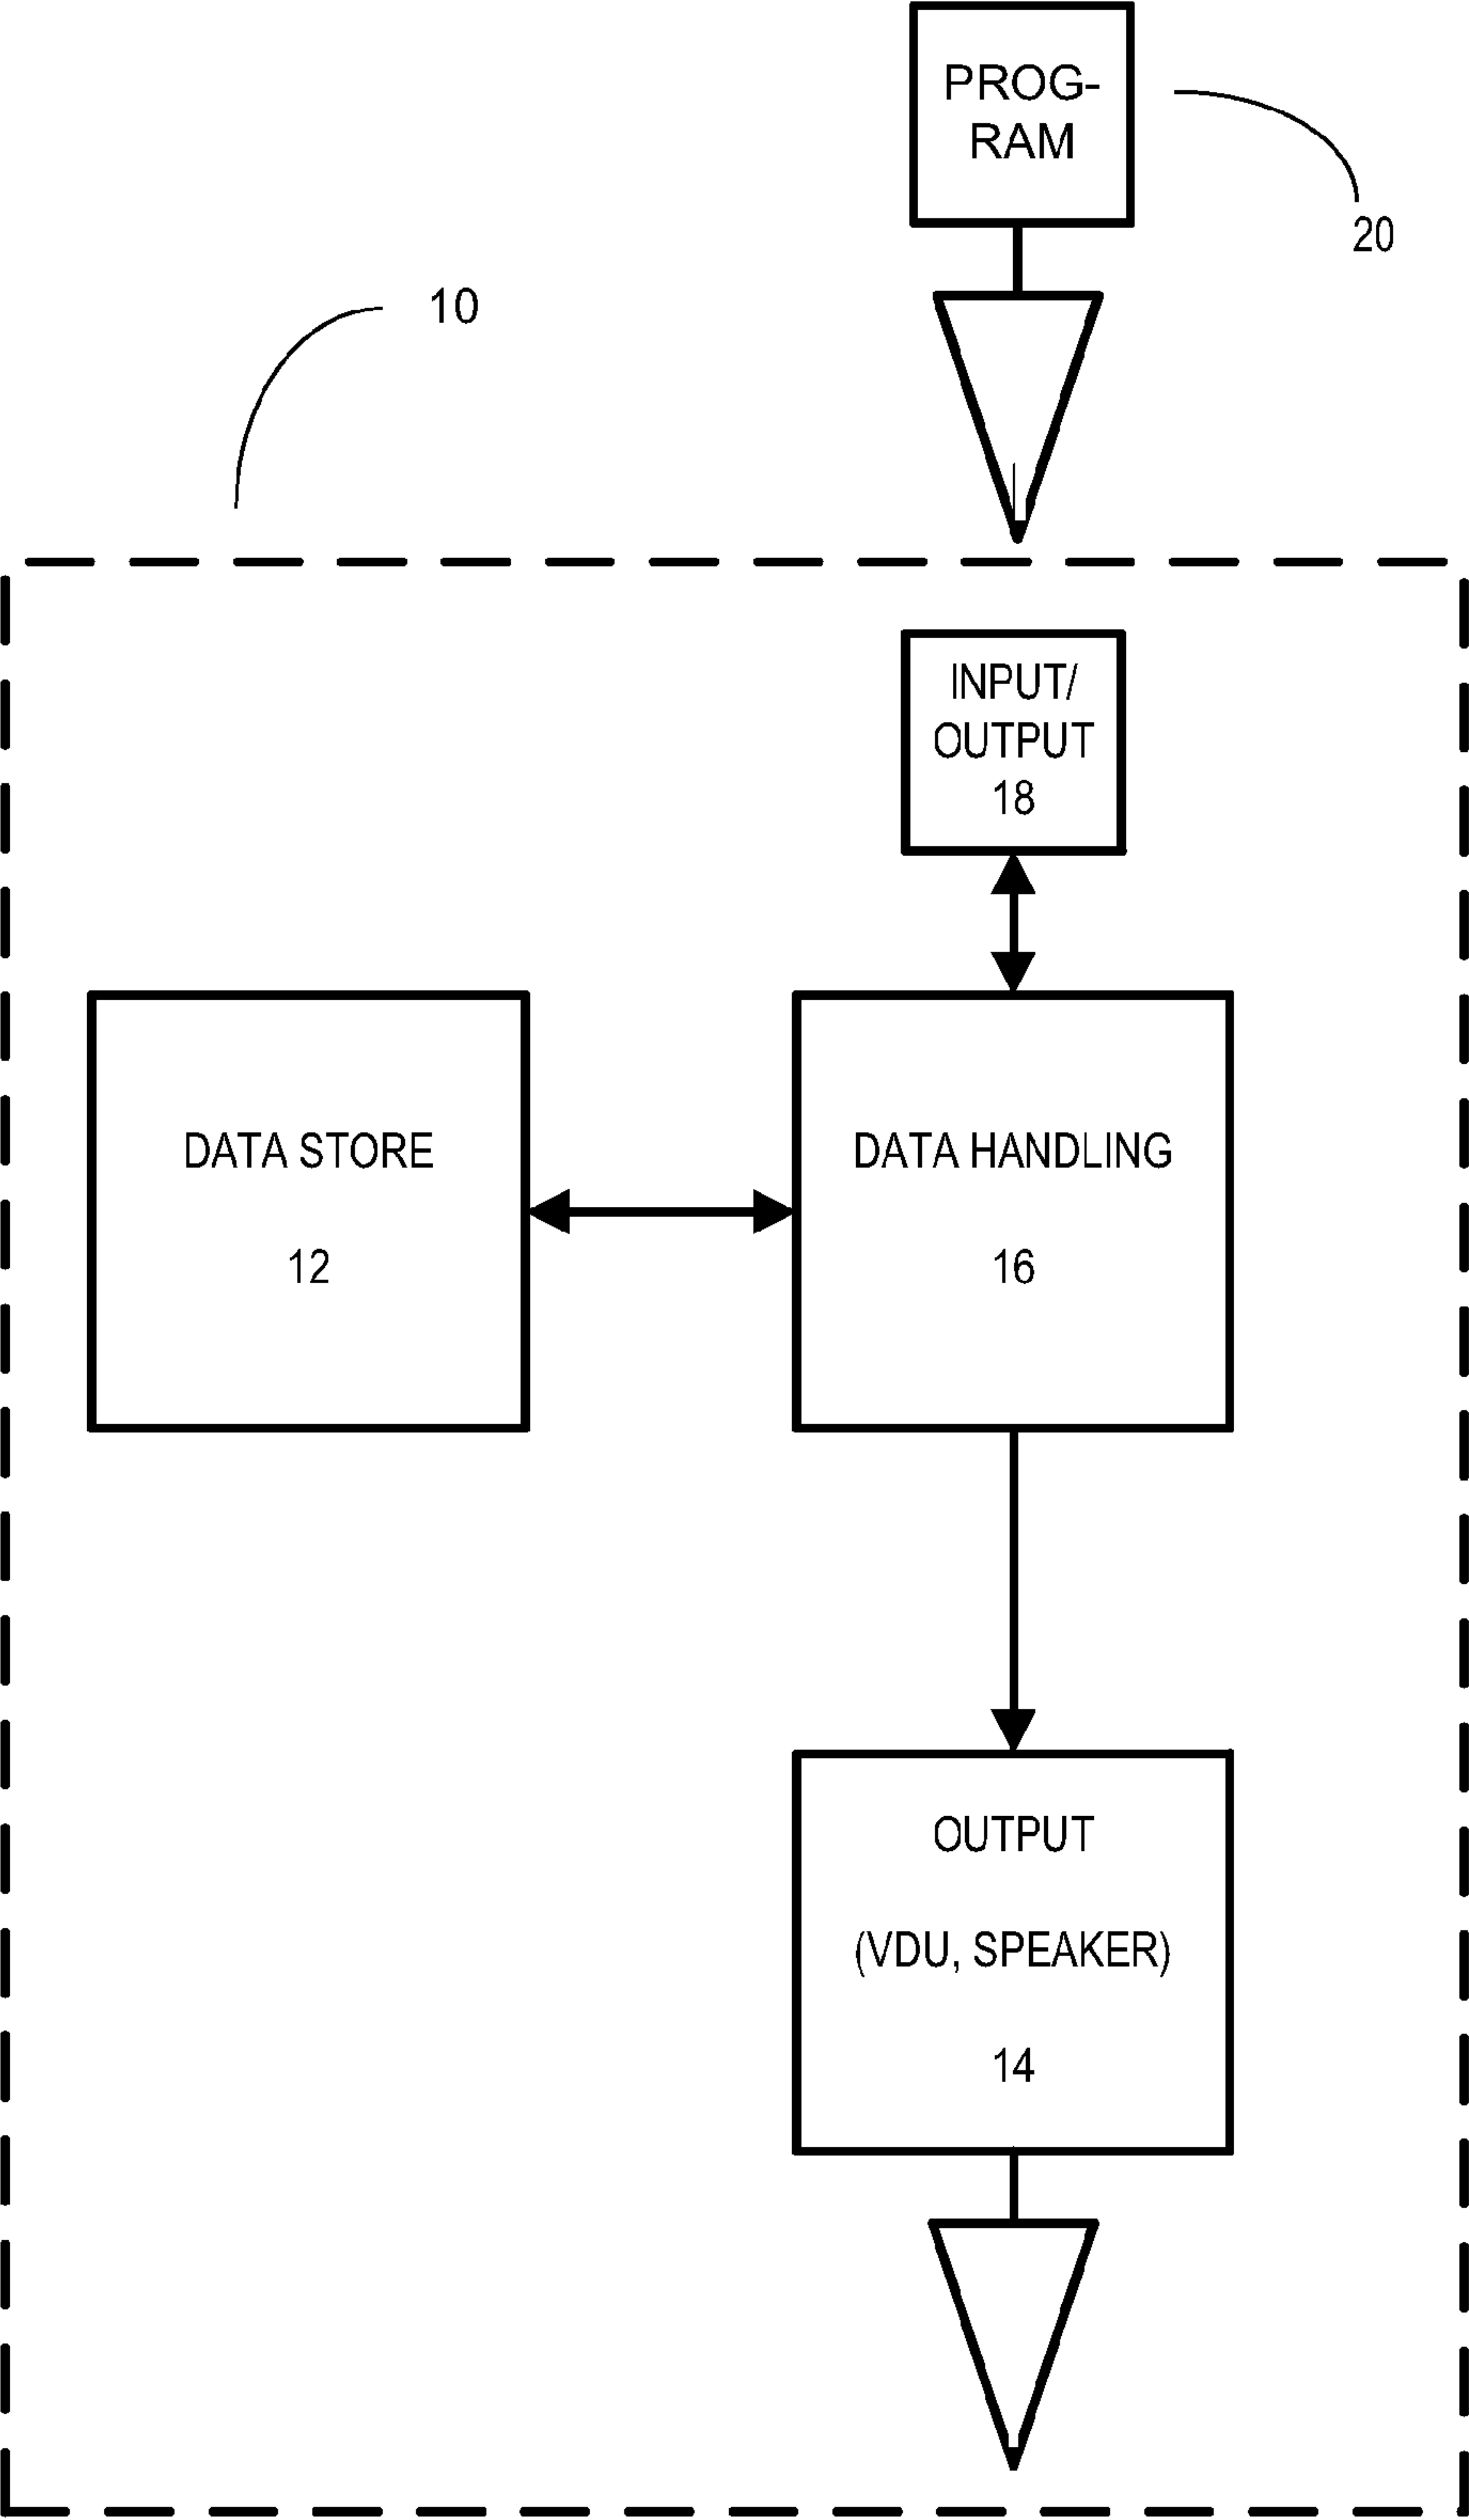 PROG-
RAM
20
10
INPUT/
OUTPUT
18
DATA STORE
12
DATA HANDLING
16
OUTPUT
(VDU, SPEAKER)
14